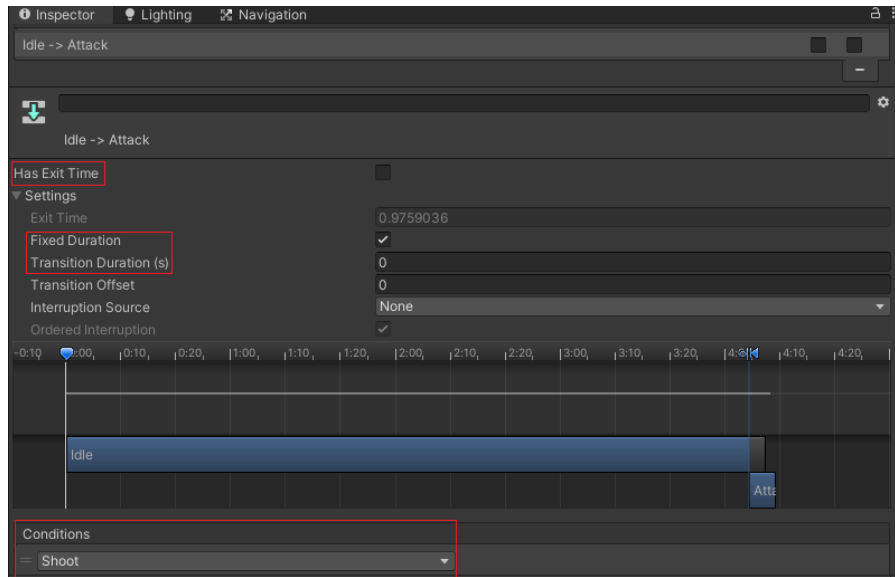 Inspector Lighting Navigation
Idle -> Attack
Idle -> Attack
Has Exit Time
Settings
Exit Time 0.9759036
Fixed Duration
Transition Duration (s) 0
Transition Offset 0
Interruption Source None
Ordered Interruption
-0:10 0:00 0:10 0:20 1:00 1:10 1:20 2:00 2:10 2:20 3:00 3:10 3:20 4:10 4:20
Idle
Atta
Conditions
Shoot